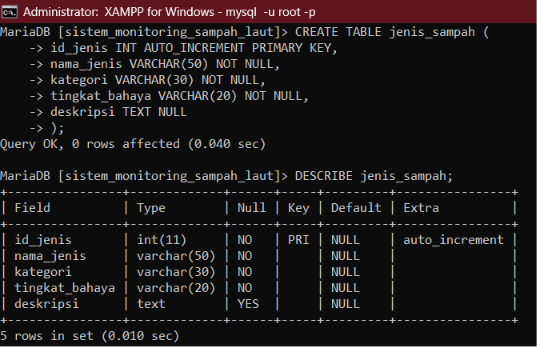 Administrator: XAMPP for Windows - mysql -u root -p
MariaDB [sistem_monitoring_sampah_laut]> CREATE TABLE jenis_sampah (
    -> id_jenis INT AUTO_INCREMENT PRIMARY KEY,
    -> nama_jenis VARCHAR(50) NOT NULL,
    -> kategori VARCHAR(30) NOT NULL,
    -> tingkat_bahaya VARCHAR(20) NOT NULL,
    -> deskripsi TEXT NULL
    -> );
Query OK, 0 rows affected (0.040 sec)
MariaDB [sistem_monitoring_sampah_laut]> DESCRIBE jenis_sampah;
+----------------+-------------+------+-----+---------+----------------+
| Field          | Type        | Null | Key | Default | Extra          |
+----------------+-------------+------+-----+---------+----------------+
| id_jenis       | int(11)     | NO   | PRI | NULL    | auto_increment |
| nama_jenis     | varchar(50) | NO   |     | NULL    |                |
| kategori       | varchar(30) | NO   |     | NULL    |                |
| tingkat_bahaya | varchar(20) | NO   |     | NULL    |                |
| deskripsi      | text        | YES  |     | NULL    |                |
+----------------+-------------+------+-----+---------+----------------+
5 rows in set (0.010 sec)